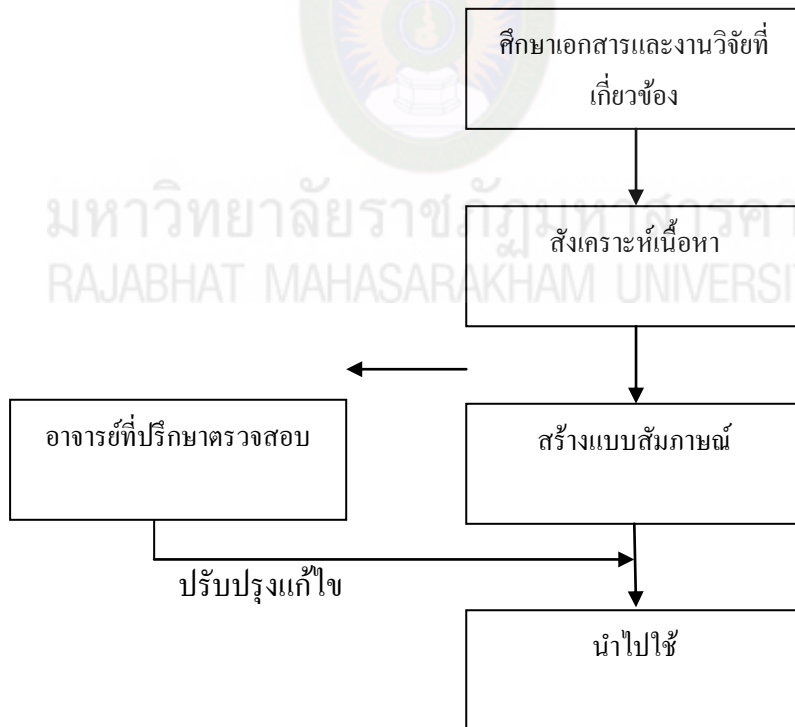 ศึกษาเอกสารและงานวิจัยที่
เกี่ยวข้อง
มหาวิทยาลัยราชภัฏมหาสารคา
RAJABHAT MAHASARAKHAM UNIVERSI
สังเคราะห์เนื้อหา
อาจารย์ที่ปรึกษาตรวจสอบ
สร้างแบบสัมภาษณ์
ปรับปรุงแก้ไข
นำไปใช้